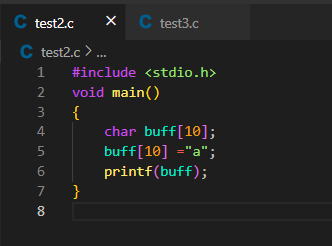 C test2.c × C test3.c
C test2.c > ...
1 #include <stdio.h>
2 void main()
3 {
4 char buff[10];
5 buff[10] ="a";
6 printf(buff);
7 }
8